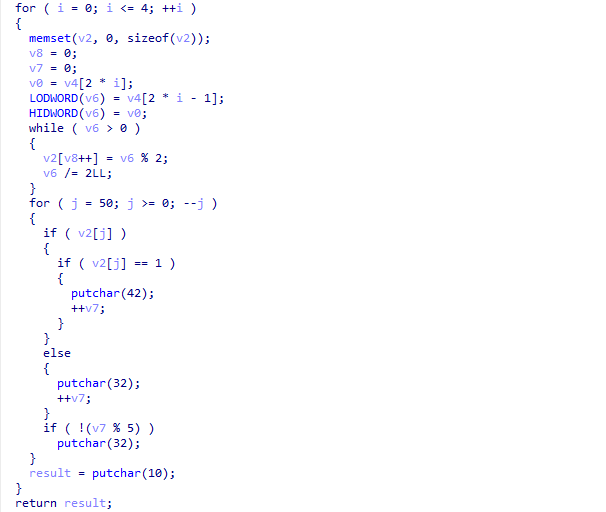 for ( i = 0; i <= 4; ++i )
{
  memset(v2, 0, sizeof(v2));
  v8 = 0;
  v7 = 0;
  v0 = v4[2 * i];
  LODWORD(v6) = v4[2 * i - 1];
  HIDWORD(v6) = v0;
  while ( v6 > 0 )
  {
    v2[v8++] = v6 % 2;
    v6 /= 2LL;
  }
  for ( j = 50; j >= 0; --j )
  {
    if ( v2[j] )
    {
      if ( v2[j] == 1 )
      {
        putchar(42);
        ++v7;
      }
    }
    else
    {
      putchar(32);
      ++v7;
    }
    if ( !(v7 % 5) )
      putchar(32);
  }
  result = putchar(10);
}
return result;